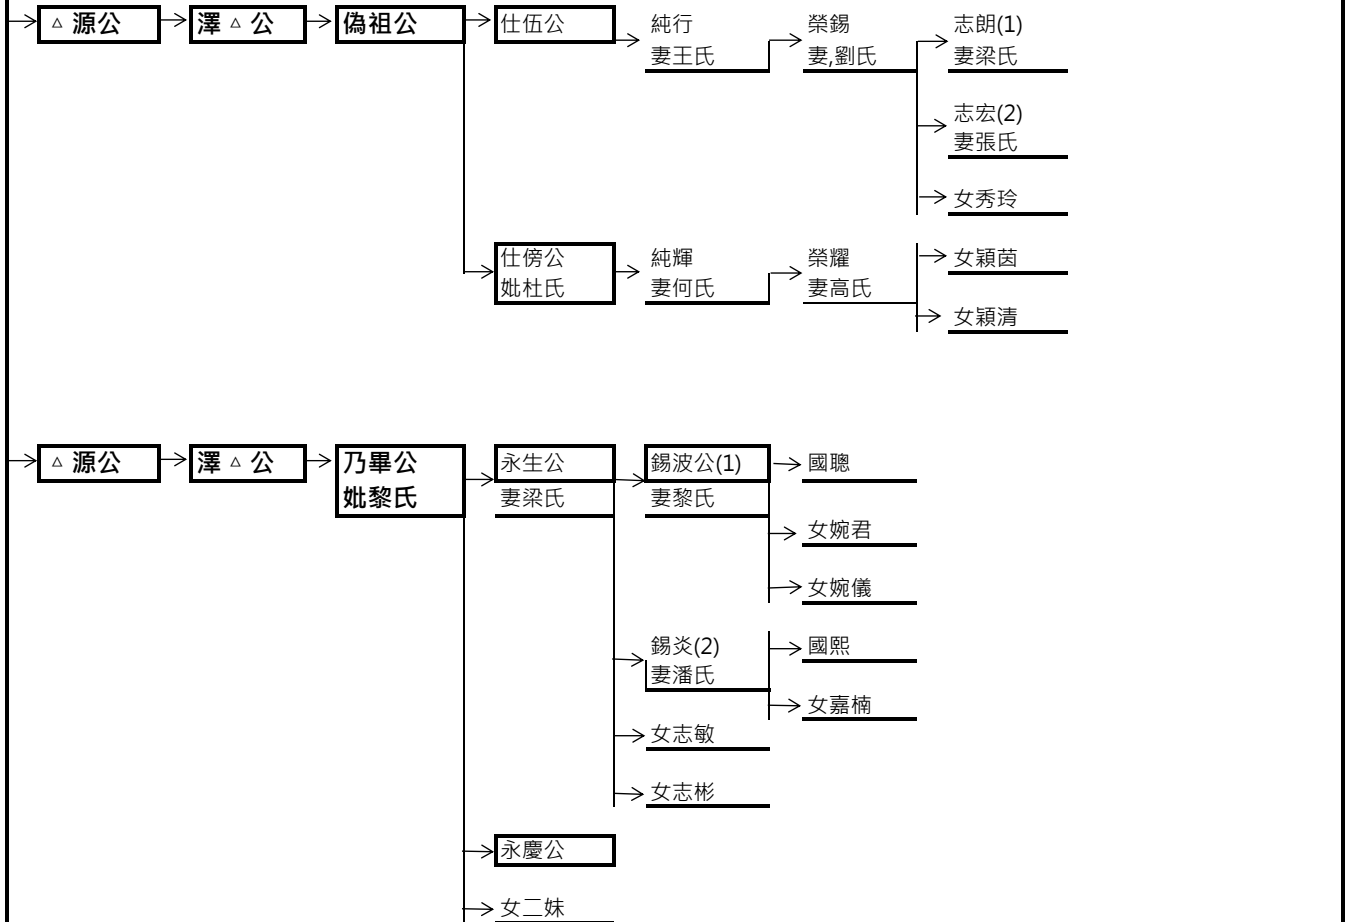 △ 源公
澤 △ 公
偽祖公
仕伍公
純行
妻王氏
榮錫
妻,劉氏
志朗(1)
妻梁氏
志宏(2)
妻張氏
女秀玲
仕傍公
妣杜氏
純輝
妻何氏
榮耀
妻高氏
女穎茵
女穎清
△ 源公
澤 △ 公
乃畢公
妣黎氏
永生公
妻梁氏
錫波公(1)
妻黎氏
國聰
女婉君
女婉儀
錫炎(2)
妻潘氏
國熙
女嘉楠
女志敏
女志彬
永慶公
女二妹